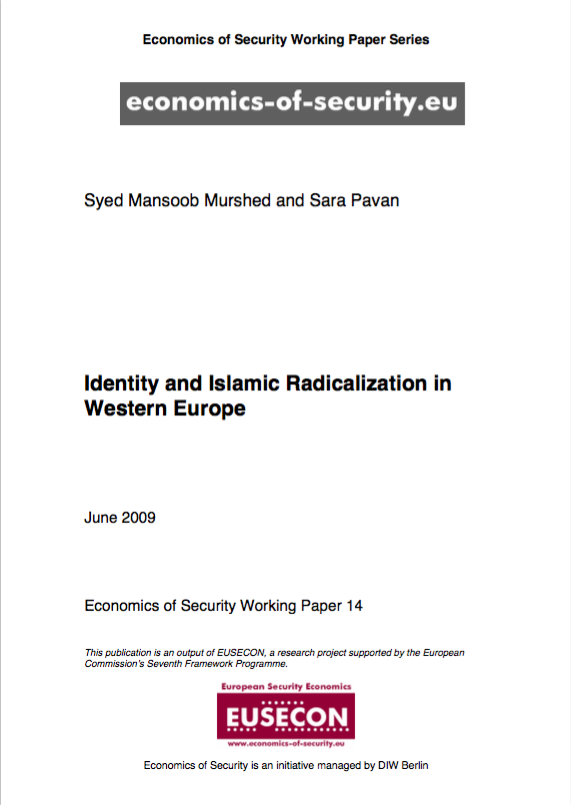 Economics of Security Working Paper Series
economics-of-security.eu
Syed Mansoob Murshed and Sara Pavan
Identity and Islamic Radicalization in
Western Europe
June 2009
Economics of Security Working Paper 14
This publication is an output of EUSECON, a research project supported by the European
Commission's Seventh Framework Programme.
European Security Economics
EUSECON
www.economics-of-security.eu
Economics of Security is an initiative managed by DIW Berlin